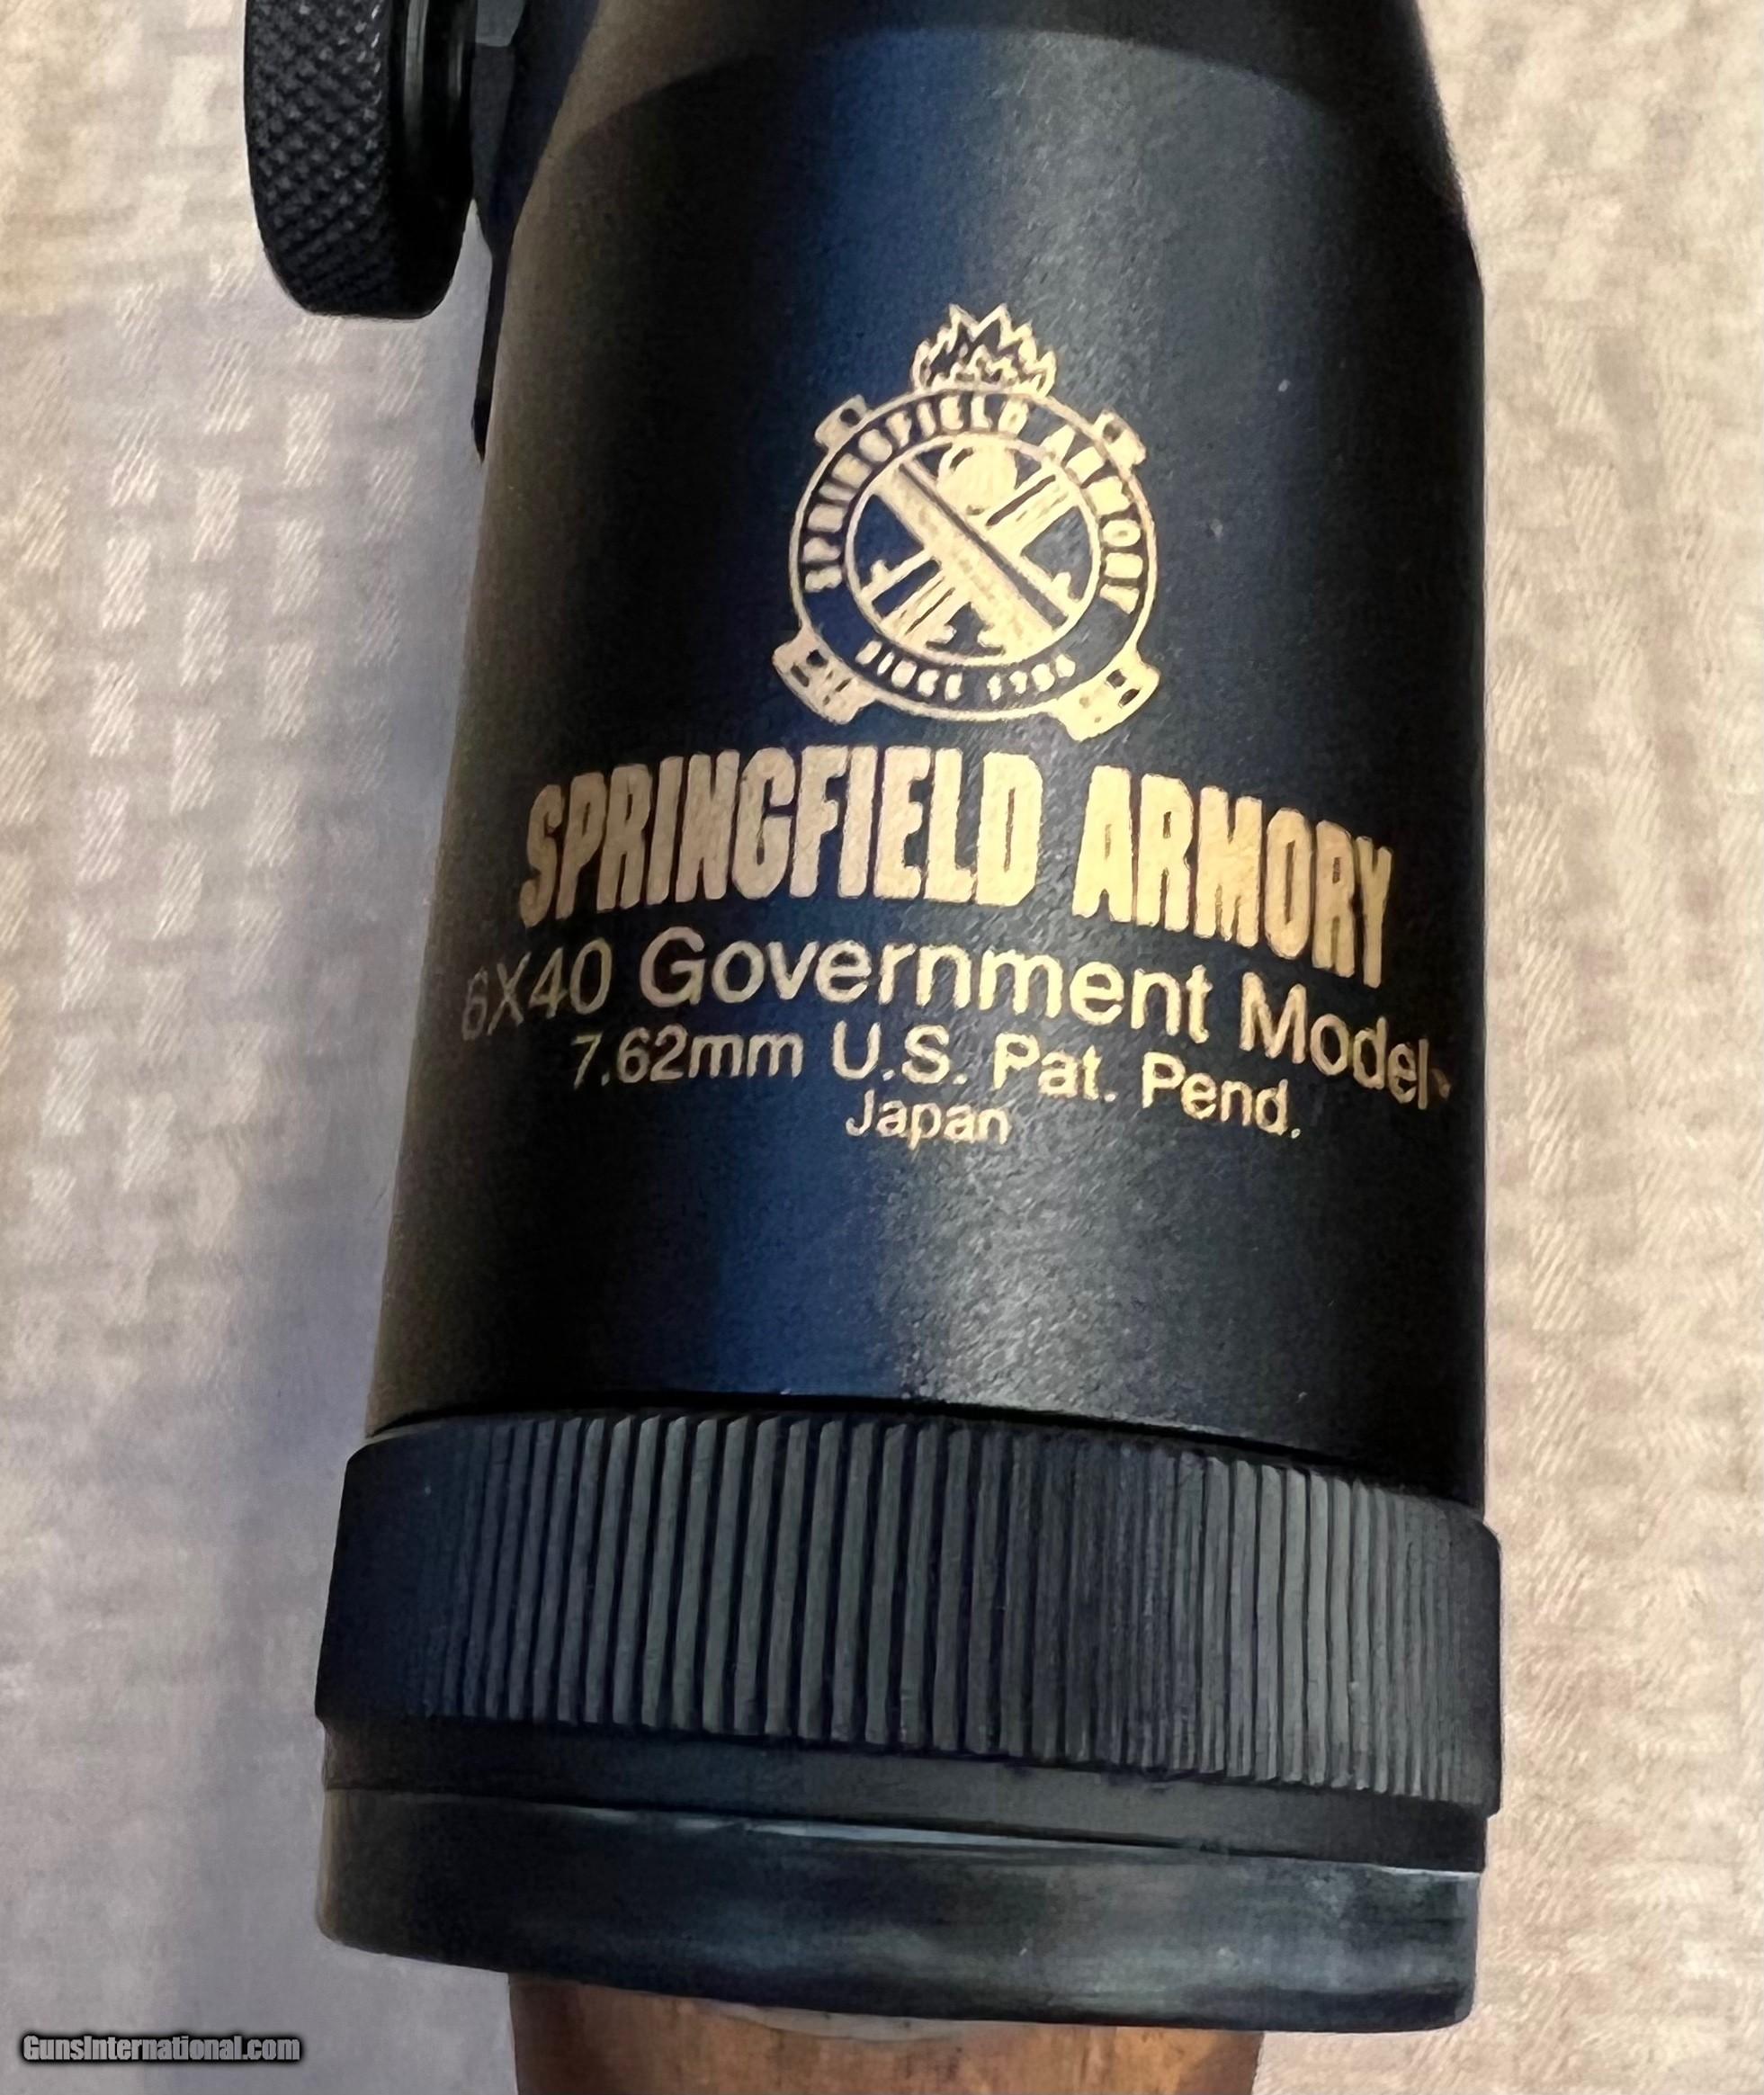 SPRINGFIELD ARMORY
SINCE 1794
SPRINGFIELD ARMORY
6X40 Government Model
7.62mm U.S. Pat. Pend.
Japan
GunsInternational.com